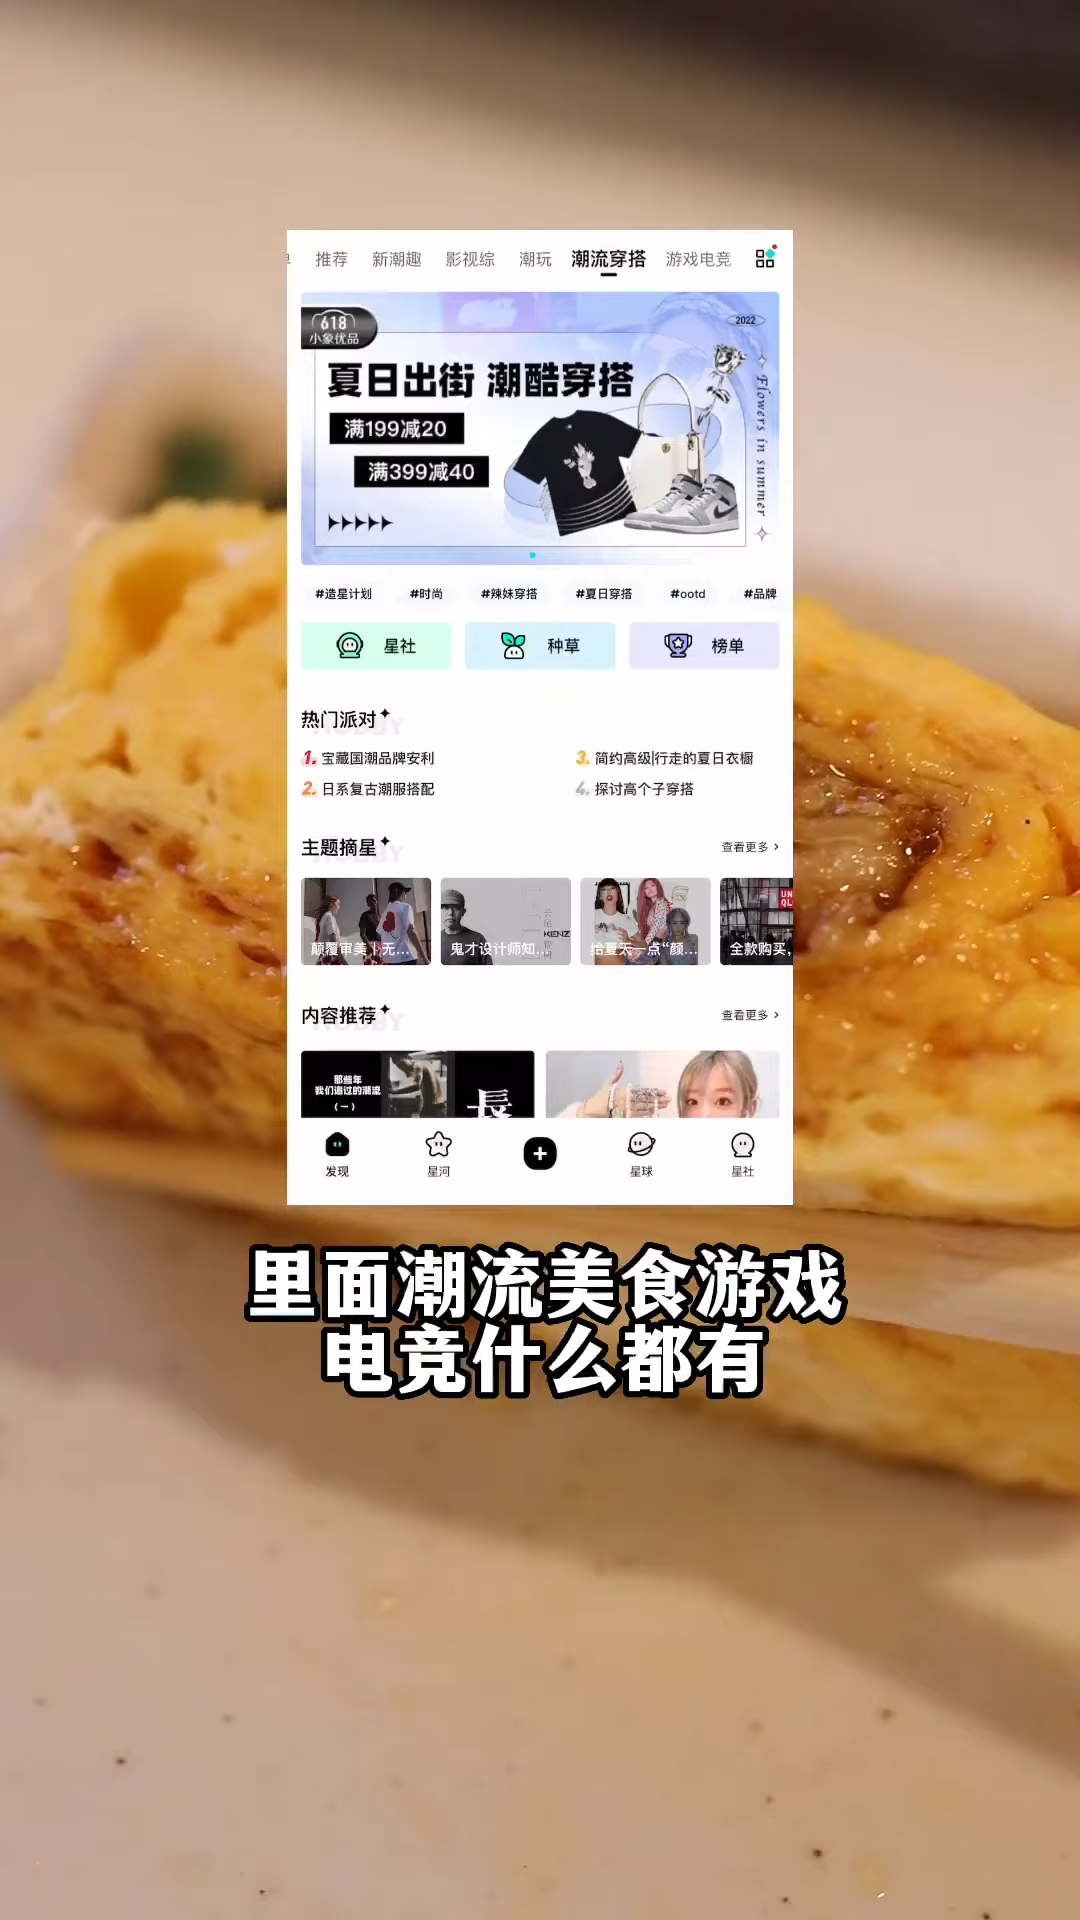 推荐 新潮趣 影视综 潮玩 潮流穿搭 游戏电竞
618
小象优品
2022
夏日出街 潮酷穿搭
满199减20
满399减40
Flowers in summer
#造星计划 #时尚 #辣妹穿搭 #夏日穿搭 #ootd #品牌
星社 种草 榜单
热门派对
1. 宝藏国潮品牌安利
3. 简约高级|行走的夏日衣橱
2. 日系复古潮服搭配
4. 探讨高个子穿搭
主题摘星
查看更多 >
颠覆审美丨无...
鬼才设计师知...
KENZ
给夏天一点“颜...
UN
QL
全款购买,
内容推荐
查看更多 >
那些年
我们追过的潮流
(一)
長
发现 星河 星球 星社
里面潮流美食游戏
电竞什么都有